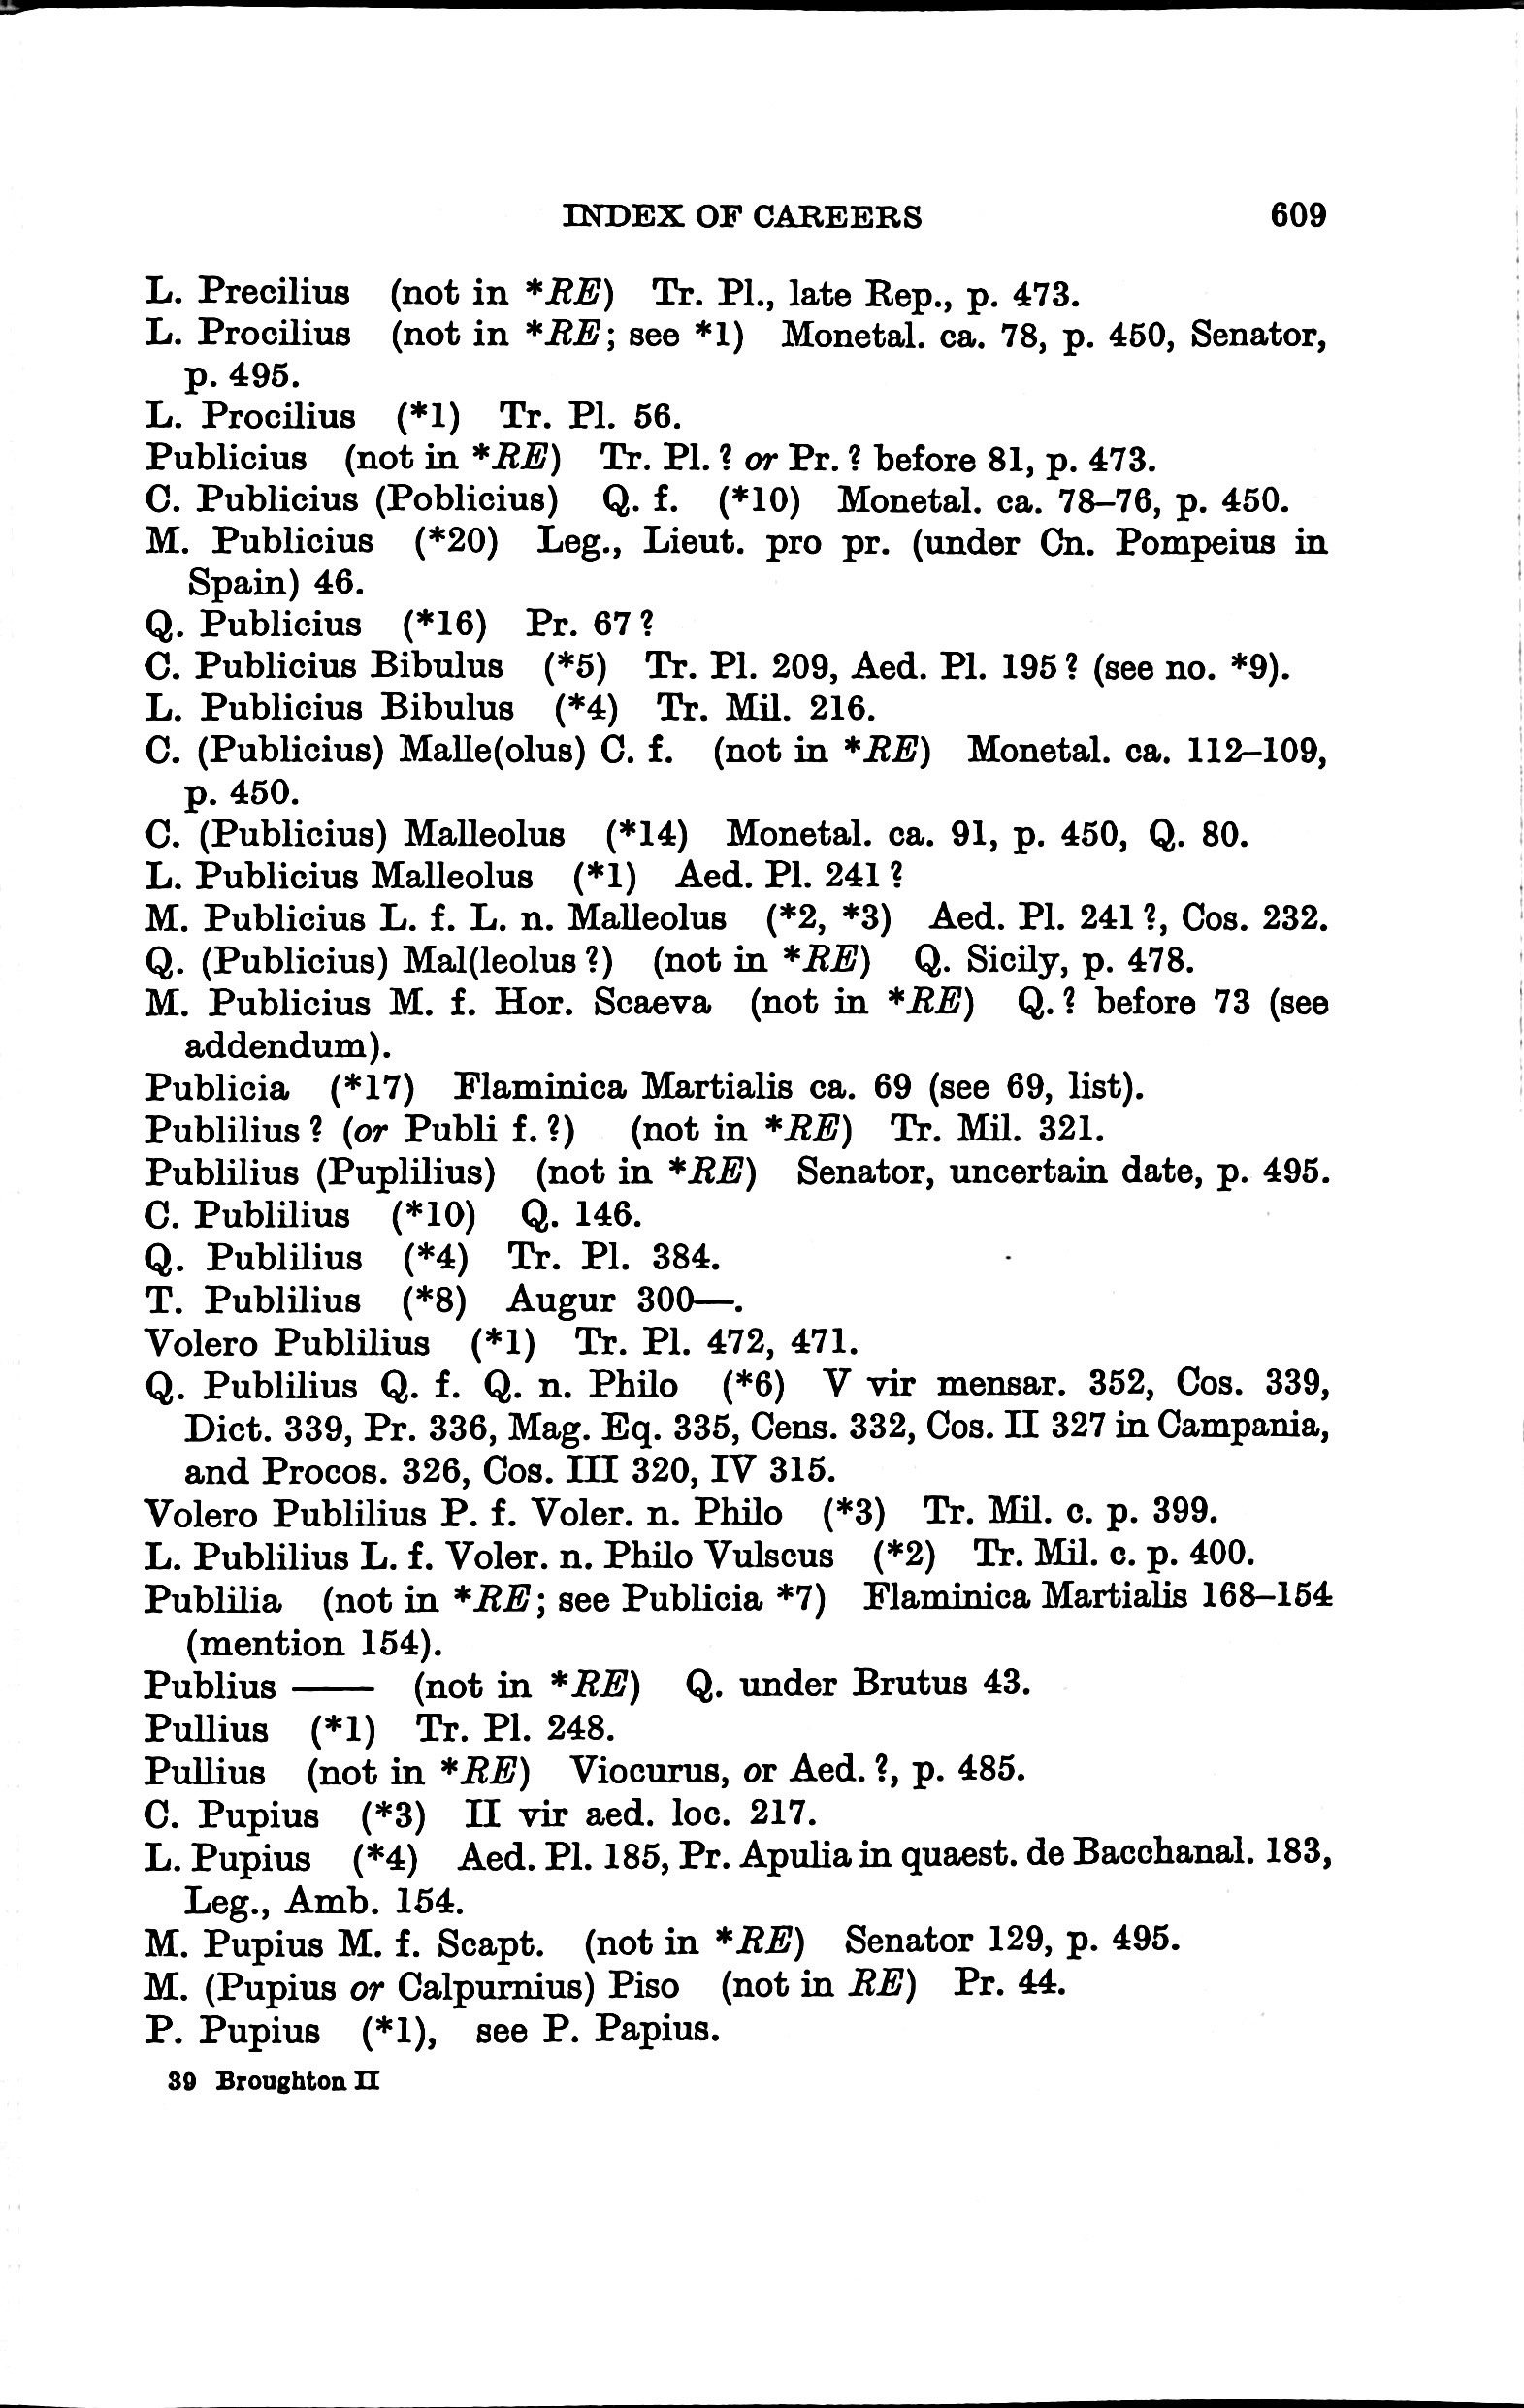 INDEX OF CAREERS 609
L. Precilius (not in *RE) Tr. Pl., late Rep., p. 473.
L. Procilius (not in *RE; see *1) Monetal. ca. 78, p. 450, Senator,
p. 495.
L. Procilius (*1) Tr. Pl. 56.
Publicius (not in *RE) Tr. Pl.? or Pr.? before 81, p. 473.
C. Publicius (Poblicius) Q. f. (*10) Monetal. ca. 78–76, p. 450.
M. Publicius (*20) Leg., Lieut. pro pr. (under Cn. Pompeius in
Spain) 46.
Q. Publicius (*16) Pr. 67?
C. Publicius Bibulus (*5) Tr. Pl. 209, Aed. Pl. 195? (see no. *9).
L. Publicius Bibulus (*4) Tr. Mil. 216.
C. (Publicius) Malle(olus) C. f. (not in *RE) Monetal. ca. 112–109,
p. 450.
C. (Publicius) Malleolus (*14) Monetal. ca. 91, p. 450, Q. 80.
L. Publicius Malleolus (*1) Aed. Pl. 241?
M. Publicius L. f. L. n. Malleolus (*2, *3) Aed. Pl. 241?, Cos. 232.
Q. (Publicius) Mal(leolus?) (not in *RE) Q. Sicily, p. 478.
M. Publicius M. f. Hor. Scaeva (not in *RE) Q.? before 73 (see
addendum).
Publicia (*17) Flaminica Martialis ca. 69 (see 69, list).
Publilius? (or Publi f.?) (not in *RE) Tr. Mil. 321.
Publilius (Puplilius) (not in *RE) Senator, uncertain date, p. 495.
C. Publilius (*10) Q. 146.
Q. Publilius (*4) Tr. Pl. 384.
T. Publilius (*8) Augur 300—.
Volero Publilius (*1) Tr. Pl. 472, 471.
Q. Publilius Q. f. Q. n. Philo (*6) V vir mensar. 352, Cos. 339,
Dict. 339, Pr. 336, Mag. Eq. 335, Cens. 332, Cos. II 327 in Campania,
and Procos. 326, Cos. III 320, IV 315.
Volero Publilius P. f. Voler. n. Philo (*3) Tr. Mil. c. p. 399.
L. Publilius L. f. Voler. n. Philo Vulscus (*2) Tr. Mil. c. p. 400.
Publilia (not in *RE; see Publicia *7) Flaminica Martialis 168–154
(mention 154).
Publius —— (not in *RE) Q. under Brutus 43.
Pullius (*1) Tr. Pl. 248.
Pullius (not in *RE) Viocurus, or Aed.?, p. 485.
C. Pupius (*3) II vir aed. loc. 217.
L. Pupius (*4) Aed. Pl. 185, Pr. Apulia in quaest. de Bacchanal. 183,
Leg., Amb. 154.
M. Pupius M. f. Scapt. (not in *RE) Senator 129, p. 495.
M. (Pupius or Calpurnius) Piso (not in RE) Pr. 44.
P. Pupius (*1), see P. Papius.
39 Broughton II